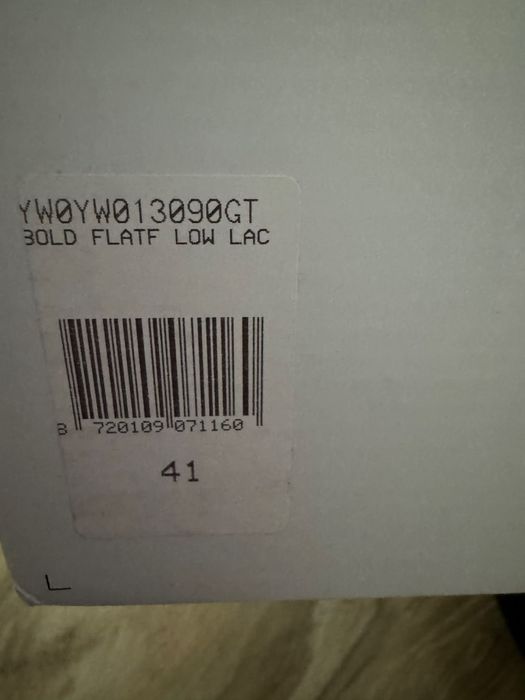 YW0YW013090GT
BOLD FLATF LOW LAC
8 720109 071160
41